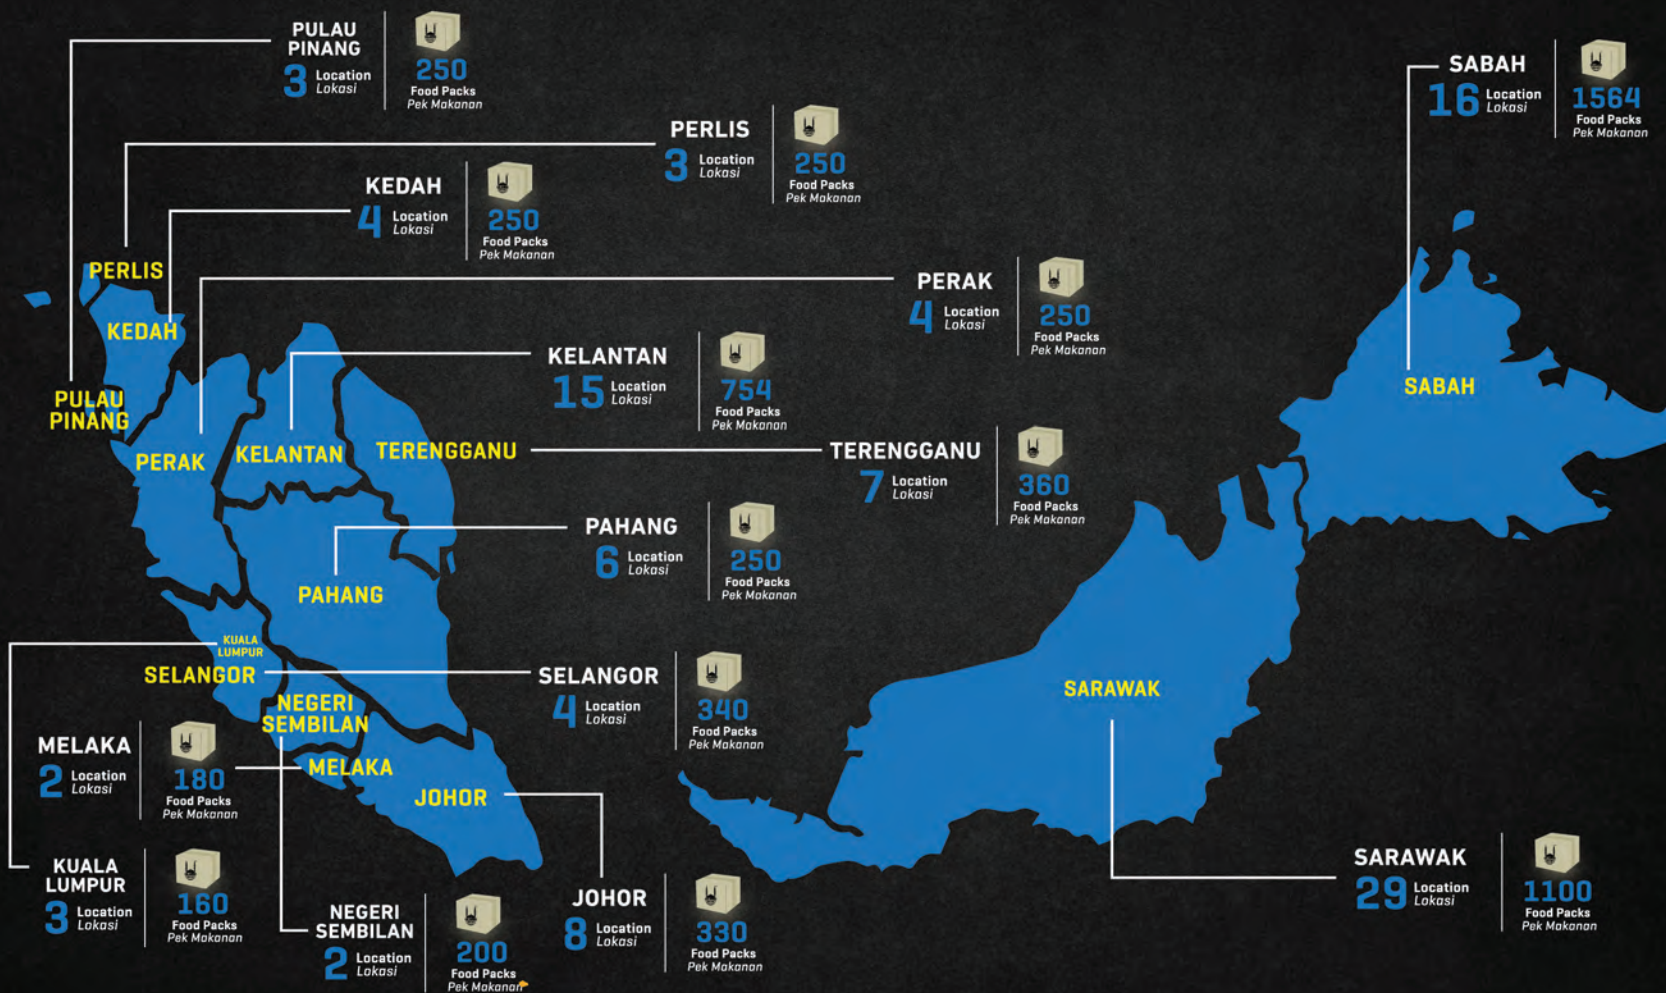 PULAU
PINANG
3 Location
Lokasi
250
Food Packs
Pek Makanan
SABAH
16 Location
Lokasi
1564
Food Packs
Pek Makanan
PERLIS
3 Location
Lokasi
250
Food Packs
Pek Makanan
KEDAH
4 Location
Lokasi
250
Food Packs
Pek Makanan
PERAK
4 Location
Lokasi
250
Food Packs
Pek Makanan
KELANTAN
15 Location
Lokasi
754
Food Packs
Pek Makanan
TERENGGANU
7 Location
Lokasi
360
Food Packs
Pek Makanan
PAHANG
6 Location
Lokasi
250
Food Packs
Pek Makanan
SELANGOR
4 Location
Lokasi
340
Food Packs
Pek Makanan
MELAKA
2 Location
Lokasi
180
Food Packs
Pek Makanan
KUALA
LUMPUR
3 Location
Lokasi
160
Food Packs
Pek Makanan
NEGERI
SEMBILAN
2 Location
Lokasi
200
Food Packs
Pek Makanan
JOHOR
8 Location
Lokasi
330
Food Packs
Pek Makanan
SARAWAK
29 Location
Lokasi
1100
Food Packs
Pek Makanan
PERLIS
KEDAH
PULAU
PINANG
PERAK
KELANTAN
TERENGGANU
PAHANG
KUALA
LUMPUR
SELANGOR
NEGERI
SEMBILAN
MELAKA
JOHOR
SABAH
SARAWAK